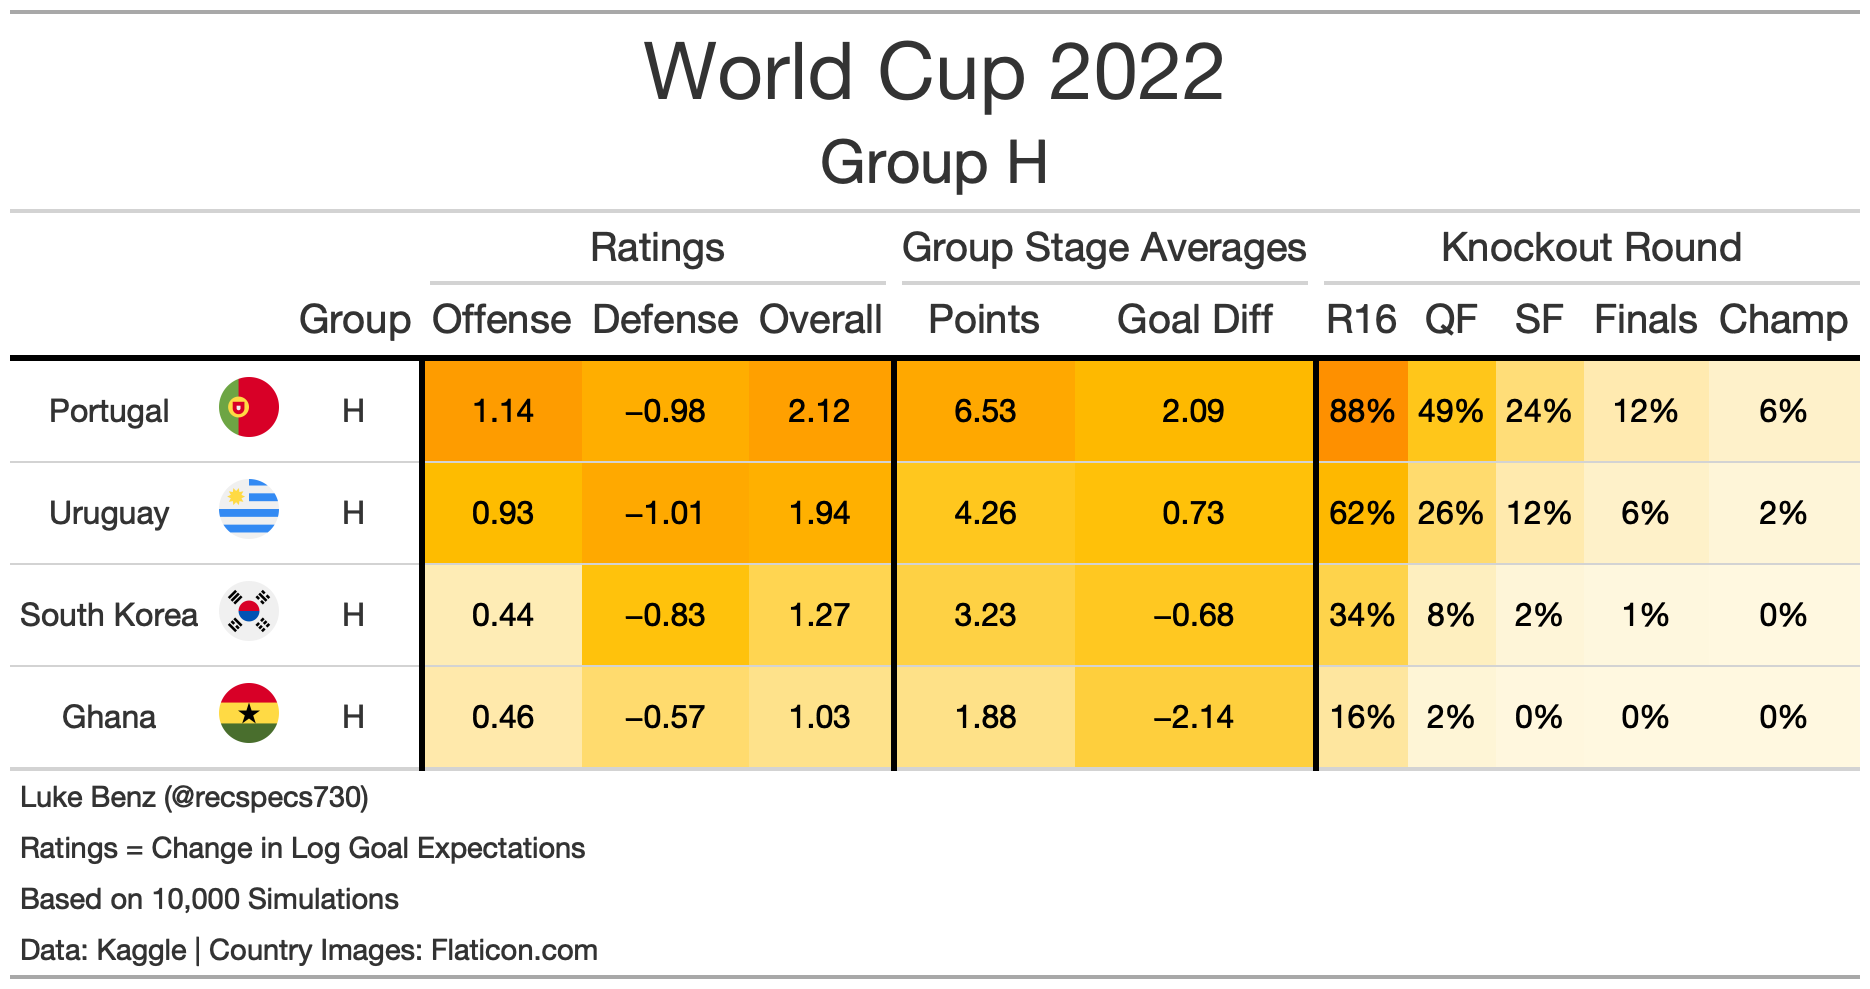 World Cup 2022
Group H
Ratings Group Stage Averages Knockout Round
Group Offense Defense Overall Points Goal Diff R16 QF SF Finals Champ
Portugal H 1.14 −0.98 2.12 6.53 2.09 88% 49% 24% 12% 6%
Uruguay H 0.93 −1.01 1.94 4.26 0.73 62% 26% 12% 6% 2%
South Korea H 0.44 −0.83 1.27 3.23 −0.68 34% 8% 2% 1% 0%
Ghana H 0.46 −0.57 1.03 1.88 −2.14 16% 2% 0% 0% 0%
Luke Benz (@recspecs730)
Ratings = Change in Log Goal Expectations
Based on 10,000 Simulations
Data: Kaggle | Country Images: Flaticon.com